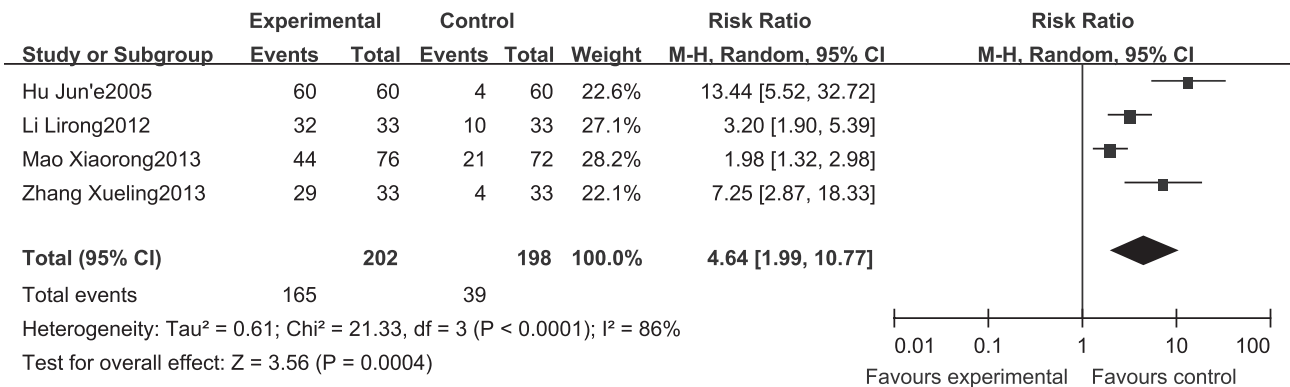 Experimental Control Risk Ratio Risk Ratio
Study or Subgroup Events Total Events Total Weight M-H, Random, 95% CI M-H, Random, 95% CI
Hu Jun'e2005 60 60 4 60 22.6% 13.44 [5.52, 32.72]
Li Lirong2012 32 33 10 33 27.1% 3.20 [1.90, 5.39]
Mao Xiaorong2013 44 76 21 72 28.2% 1.98 [1.32, 2.98]
Zhang Xueling2013 29 33 4 33 22.1% 7.25 [2.87, 18.33]
Total (95% CI) 202 198 100.0% 4.64 [1.99, 10.77]
Total events 165 39
Heterogeneity: Tau² = 0.61; Chi² = 21.33, df = 3 (P < 0.0001); I² = 86%
Test for overall effect: Z = 3.56 (P = 0.0004)
0.01 0.1 1 10 100
Favours experimental Favours control